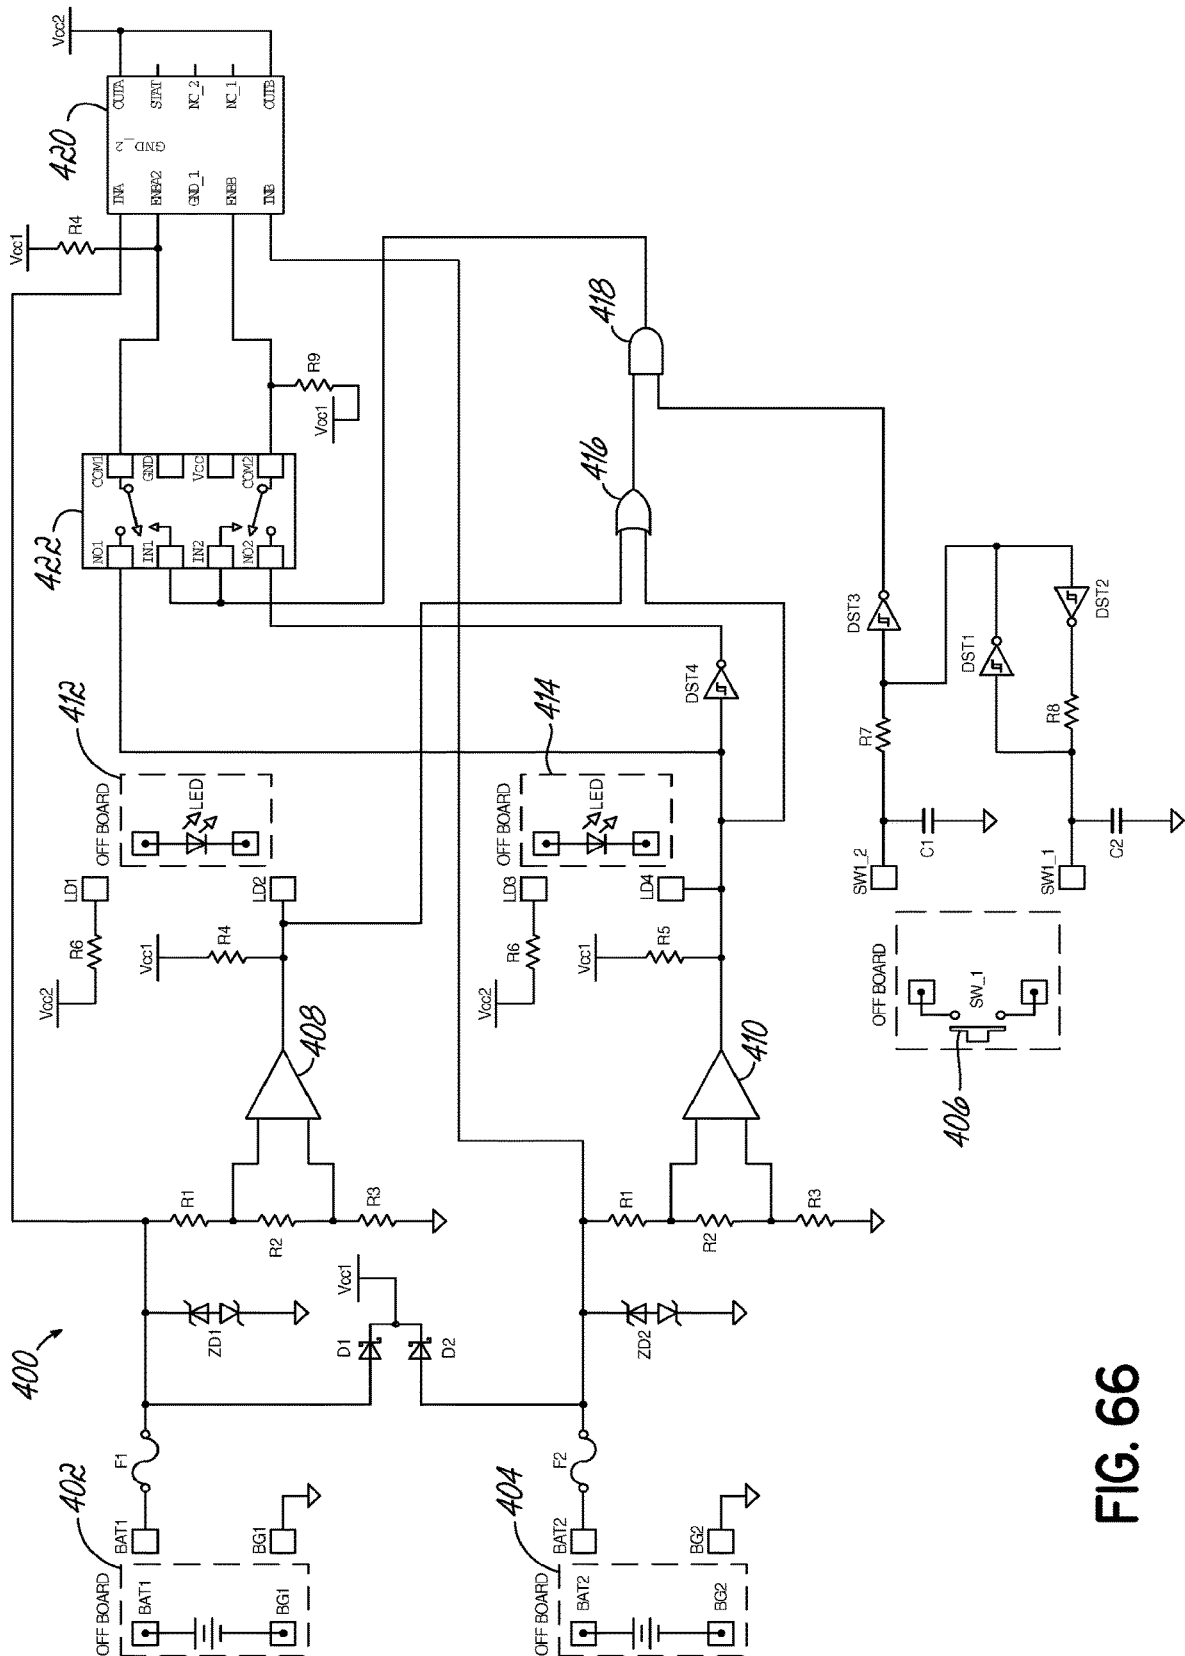 400
402
OFF BOARD
BAT1
BG1
BAT1
BG1
F1
ZD1
D1
D2
Vcc1
R1
R2
R3
408
Vcc2
R6
LD1
Vcc1
R4
LD2
OFF BOARD
LED
412
422
NO1
IN1
IN2
NO2
COM1
GND
Vcc
COM2
Vcc1
R9
Vcc1
R4
420
INA
ENBA2
GND_1
ENBB
INB
GND_2
OUTA
STAT
NC_2
NC_1
OUTB
Vcc2
404
OFF BOARD
BAT2
BG2
BAT2
BG2
F2
ZD2
R1
R2
R3
410
Vcc2
R6
LD3
Vcc1
R5
LD4
OFF BOARD
LED
414
DST4
416
418
406
OFF BOARD
SW_1
SW1_2
SW1_1
C1
C2
R7
R8
DST1
DST2
DST3
FIG. 66